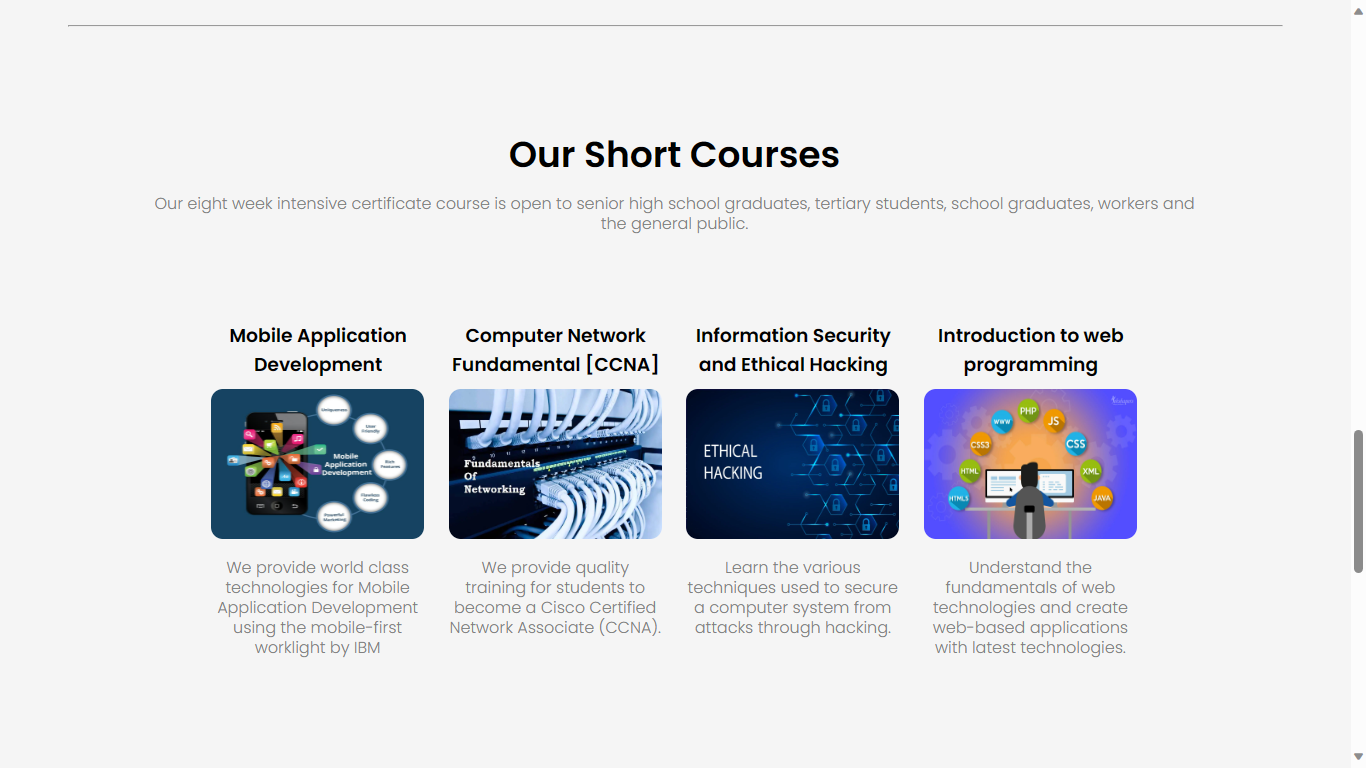 Our Short Courses
Our eight week intensive certificate course is open to senior high school graduates, tertiary students, school graduates, workers and
the general public.
Mobile Application
Development
Computer Network
Fundamental [CCNA]
Information Security
and Ethical Hacking
Introduction to web
programming
Uniqueness
User
Friendly
Mobile
Application
Development
Rich
Features
Flawless
Coding
Powerful
Marketing
Fundamentals
Of
Networking
ETHICAL
HACKING
PHP
WWW
JS
CSS3
CSS
HTML
XML
HTML5
JAVA
We provide world class
technologies for Mobile
Application Development
using the mobile-first
worklight by IBM
We provide quality
training for students to
become a Cisco Certified
Network Associate (CCNA).
Learn the various
techniques used to secure
a computer system from
attacks through hacking.
Understand the
fundamentals of web
technologies and create
web-based applications
with latest technologies.